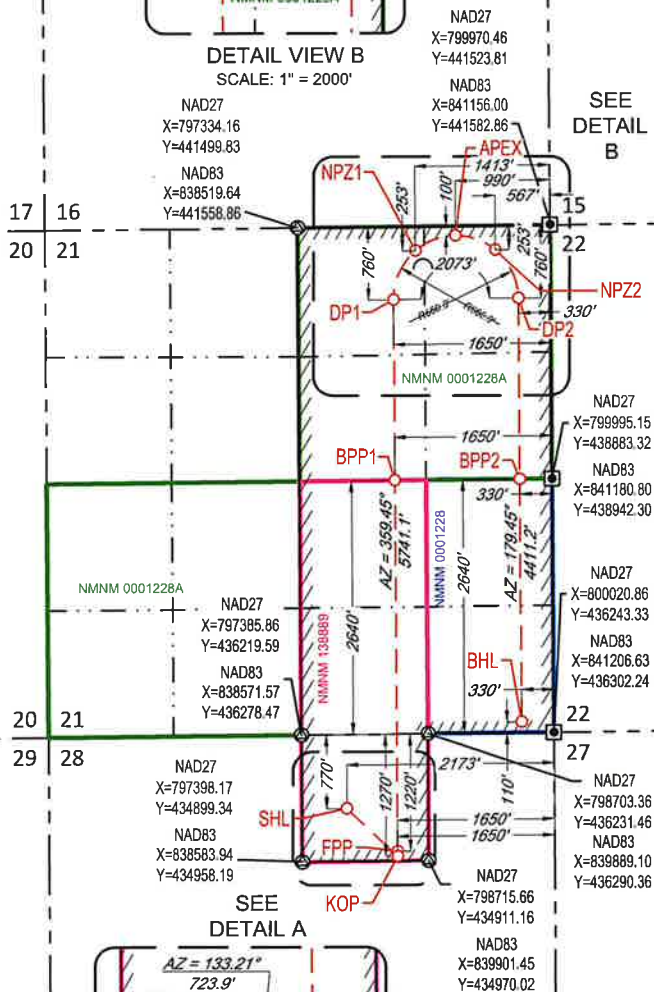 DETAIL VIEW B
SCALE: 1" = 2000'
NAD27
X=799970.46
Y=441523.81
NAD83
X=841156.00
Y=441582.86
SEE
DETAIL
B
NAD27
X=797334.16
Y=441499.83
NAD83
X=838519.64
Y=441558.86
APEX
1413'
NPZ1
990'
567'
253'
100'
17 16
15
20 21
22
253'
760'
2073'
760'
NPZ2
DP1
330'
DP2
R660.9'
R660.9'
1650'
NMNM 0001228A
NAD27
X=799995.15
Y=438883.32
NAD83
X=841180.80
Y=438942.30
1650'
BPP1
BPP2
330'
AZ = 359.45°
5741.1'
NMNM 0001228
AZ = 179.45°
4411.2'
2640'
2640'
NMNM 0001228A
NMNM 138889
NAD27
X=797385.86
Y=436219.59
NAD83
X=838571.57
Y=436278.47
NAD27
X=800020.86
Y=436243.33
NAD83
X=841206.63
Y=436302.24
BHL
330'
20 21
22
29 28
27
2173'
110'
770'
1270'
1220'
NAD27
X=797398.17
Y=434899.34
NAD83
X=838583.94
Y=434958.19
SHL
1650'
1650'
FPP
KOP
NAD27
X=798703.36
Y=436231.46
NAD83
X=839889.10
Y=436290.36
NAD27
X=798715.66
Y=434911.16
NAD83
X=839901.45
Y=434970.02
SEE
DETAIL A
AZ = 133.21°
723.9'